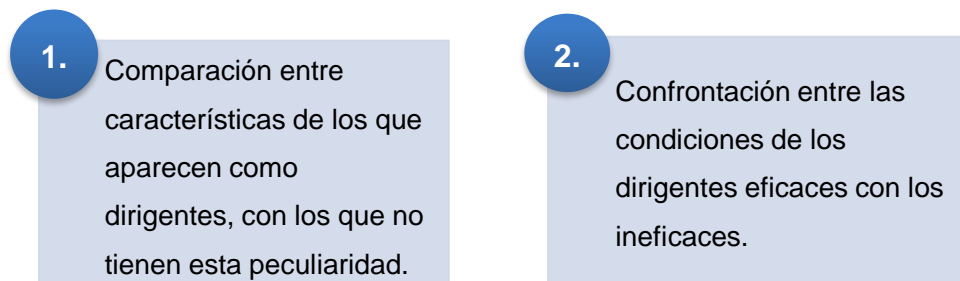 1.
Comparación entre
características de los que
aparecen como
dirigentes, con los que no
tienen esta peculiaridad.
2.
Confrontación entre las
condiciones de los
dirigentes eficaces con los
ineficaces.